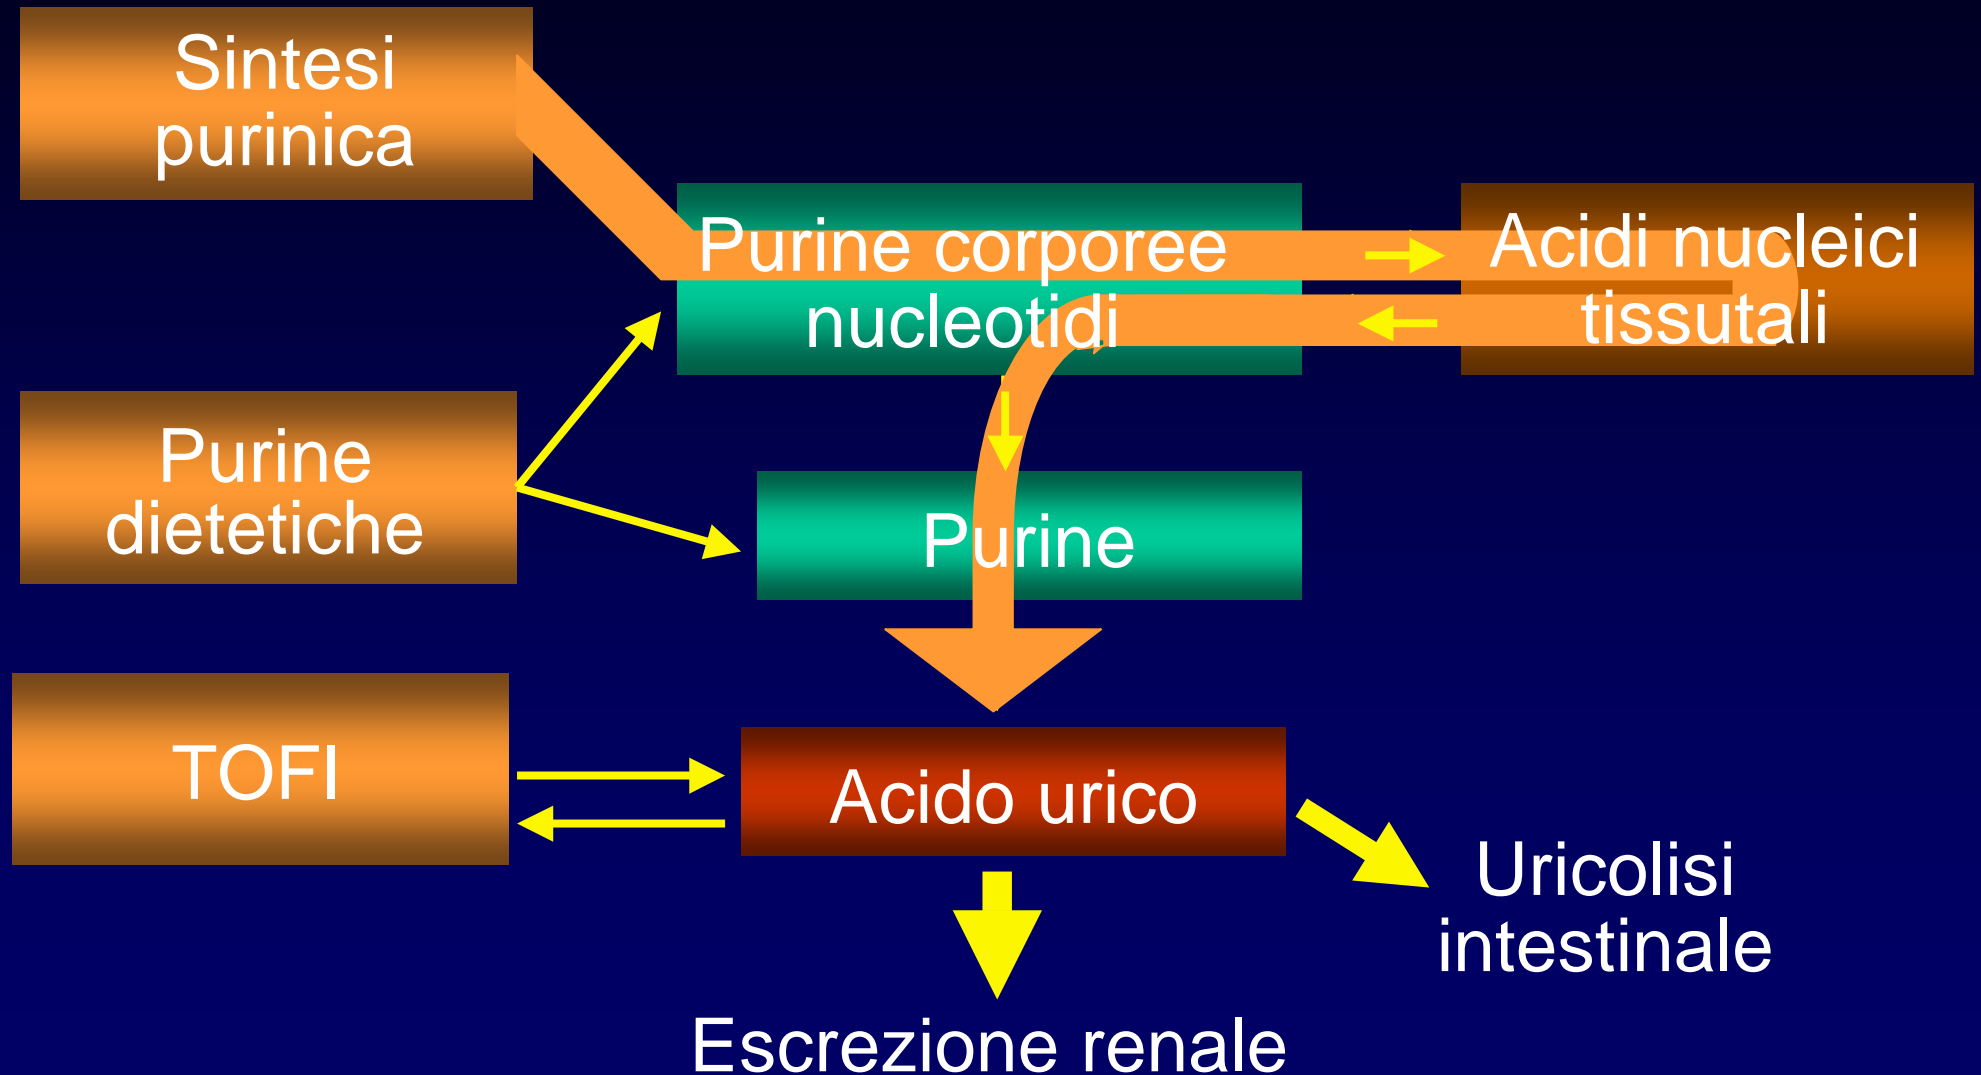 Sintesi
purinica
Purine corporee
nucleotidi
Acidi nucleici
tissutali
Purine
dietetiche
Purine
TOFI
Acido urico
Uricolisi
intestinale
Escrezione renale